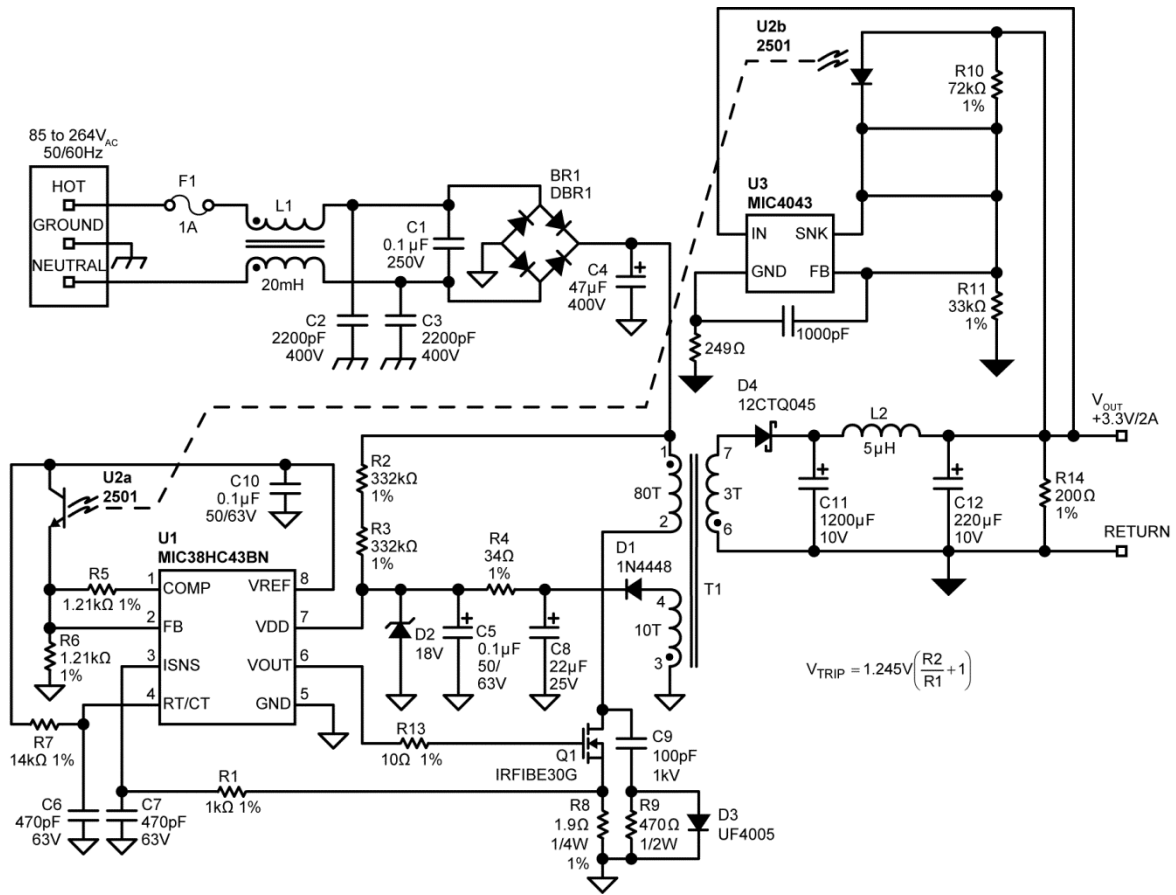 U2b
2501
R10
72kΩ
1%
85 to 264VAC
50/60Hz
HOT
GROUND
NEUTRAL
F1
1A
L1
20mH
C1
0.1µF
250V
C2
2200pF
400V
C3
2200pF
400V
BR1
DBR1
C4
47µF
400V
U3
MIC4043
IN
SNK
GND
FB
1000pF
249Ω
R11
33kΩ
1%
D4
12CTQ045
L2
5µH
VOUT
+3.3V/2A
C11
1200µF
10V
C12
220µF
10V
R14
200Ω
1%
RETURN
1
80T
2
7
3T
6
4
10T
3
T1
R2
332kΩ
1%
R3
332kΩ
1%
R4
34Ω
1%
D1
1N4448
U2a
2501
C10
0.1µF
50/63V
U1
MIC38HC43BN
R5
1.21kΩ 1%
R6
1.21kΩ
1%
1
COMP
2
FB
3
ISNS
4
RT/CT
VREF
8
VDD
7
VOUT
6
GND
5
D2
18V
C5
0.1µF
50/
63V
C8
22µF
25V
VTRIP = 1.245V(R2/R1 + 1)
R7
14kΩ 1%
C6
470pF
63V
C7
470pF
63V
R1
1kΩ 1%
R13
10Ω 1%
Q1
IRFIBE30G
C9
100pF
1kV
R8
1.9Ω
1/4W
1%
R9
470Ω
1/2W
D3
UF4005